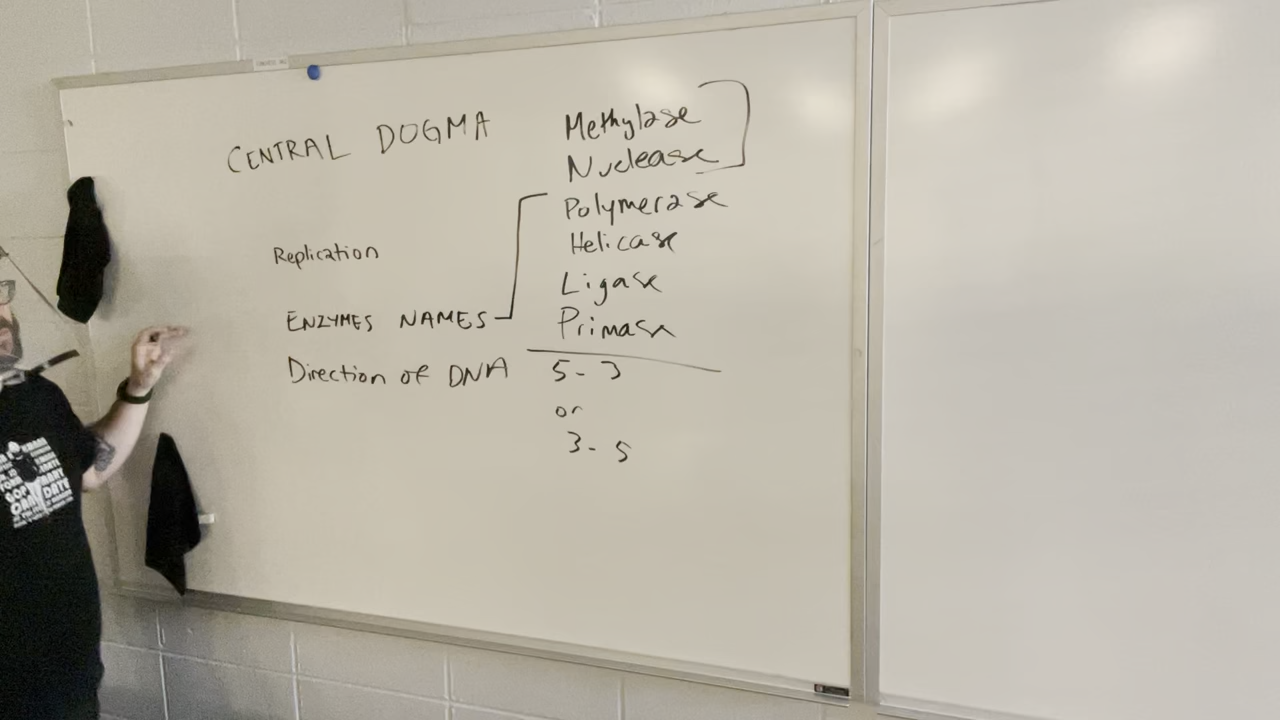 CENTRAL DOGMA
Replication
ENZYMES NAMES
Methylase
Nuclease
Polymerase
Helicase
Ligase
Primase
Direction of DNA 5-3
or
3-5